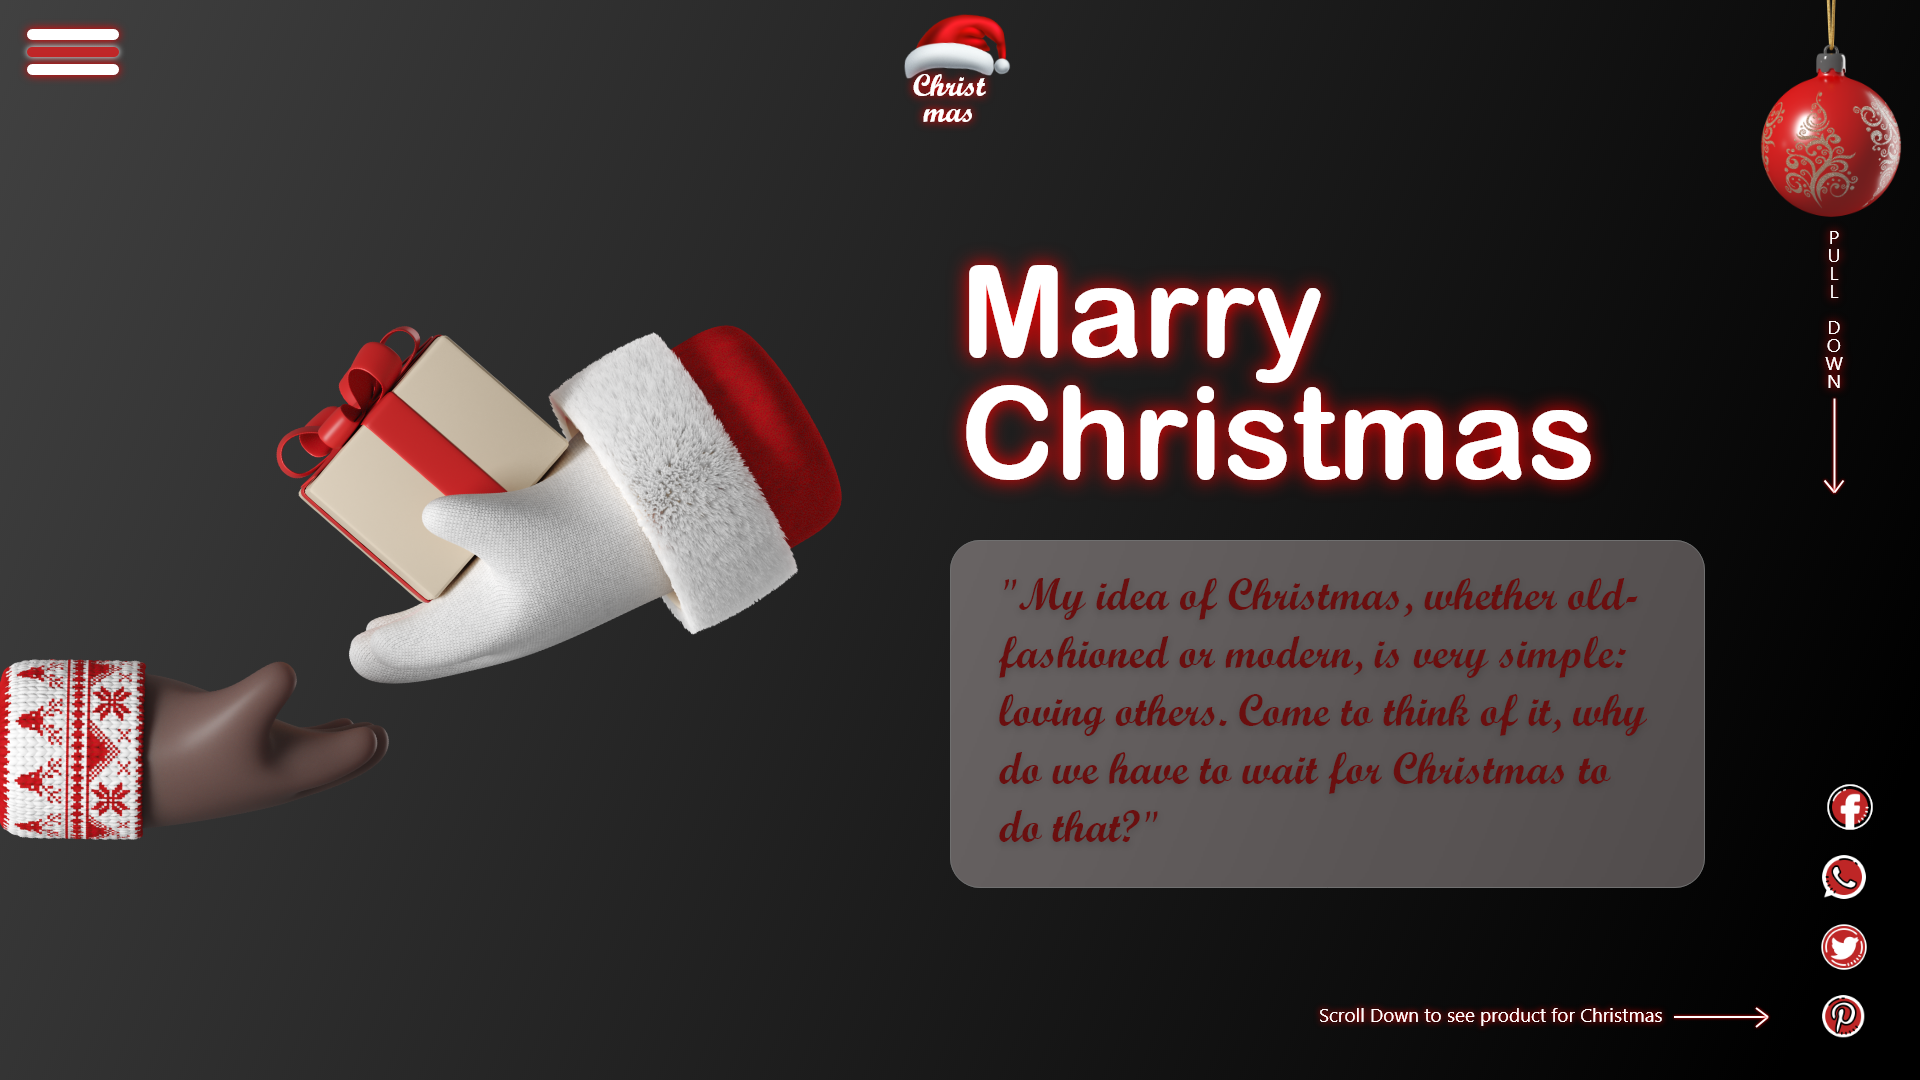 Christ
mas
PULL DOWN
Marry
Christmas
"My idea of Christmas, whether old-
fashioned or modern, is very simple:
loving others. Come to think of it, why
do we have to wait for Christmas to
do that?"
Scroll Down to see product for Christmas